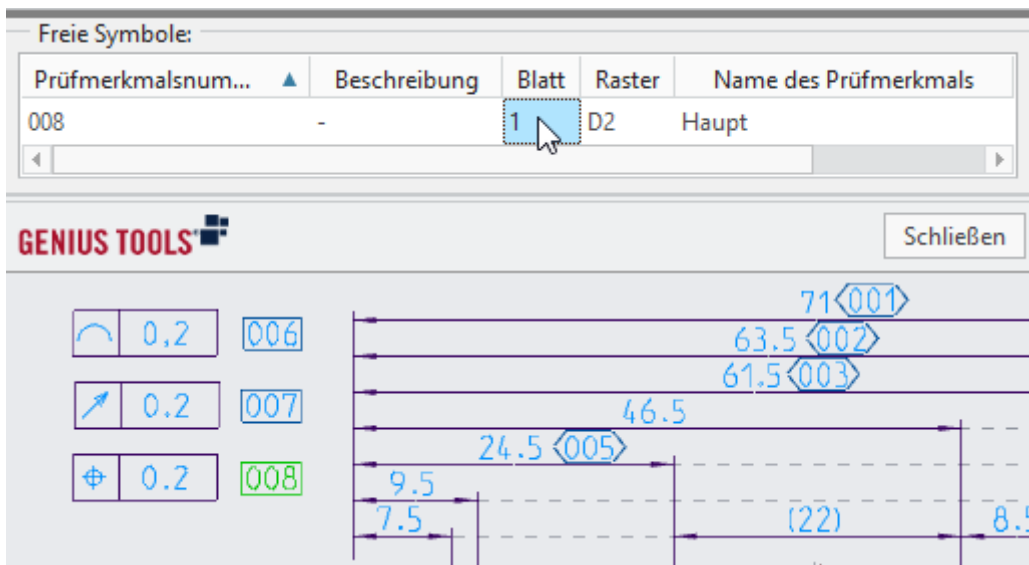 Freie Symbole:
Prüfmerkmalsnum... Beschreibung Blatt Raster Name des Prüfmerkmals
008 - 1 D2 Haupt
GENIUS TOOLS Schließen
71 001
0,2 006 63.5 002
61.5 003
0.2 007 46.5
24.5 005
0.2 008 9.5
7.5 (22) 8.5